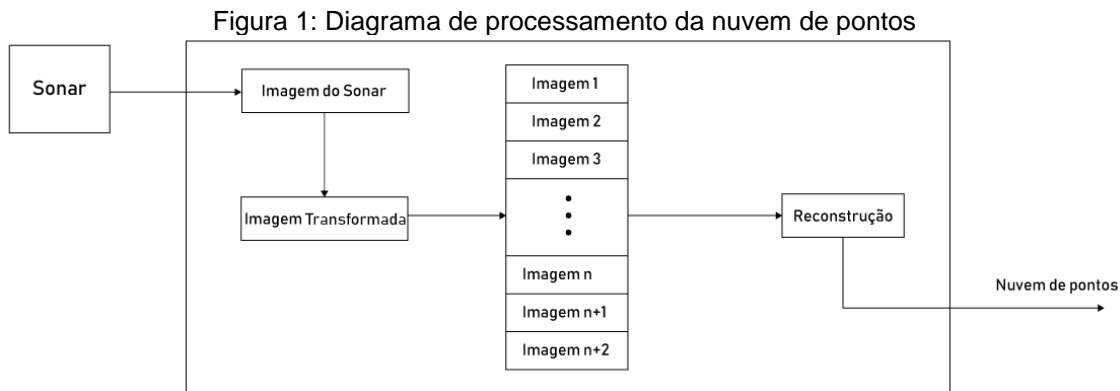 Figura 1: Diagrama de processamento da nuvem de pontos
Sonar
Imagem do Sonar
Imagem Transformada
Imagem 1
Imagem 2
Imagem 3
Imagem n
Imagem n+1
Imagem n+2
Reconstrução
Nuvem de pontos